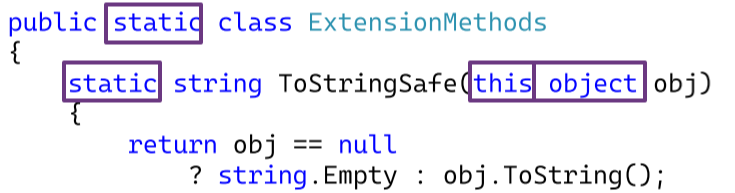 public static class ExtensionMethods
{
static string ToStringSafe(this object obj)
{
return obj == null
? string.Empty : obj.ToString();